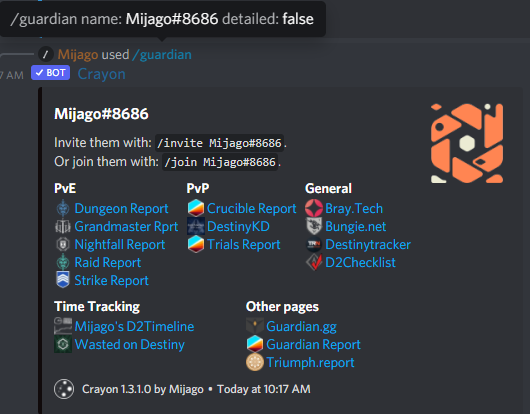 /guardian name: Mijago#8686 detailed: false
Mijago used /guardian
7 AM BOT Crayon
Mijago#8686
Invite them with: /invite Mijago#8686.
Or join them with: /join Mijago#8686.
PvE
Dungeon Report
Grandmaster Rprt
Nightfall Report
Raid Report
Strike Report
PvP
Crucible Report
DestinyKD
Trials Report
General
Bray.Tech
Bungie.net
Destinytracker
D2Checklist
Time Tracking
Mijago's D2Timeline
Wasted on Destiny
Other pages
Guardian.gg
Guardian Report
Triumph.report
Crayon 1.3.1.0 by Mijago • Today at 10:17 AM